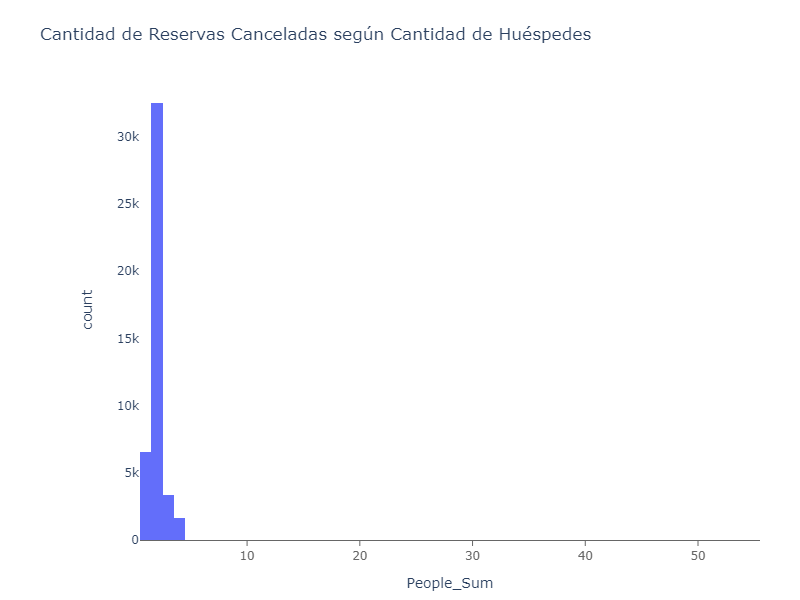 Cantidad de Reservas Canceladas según Cantidad de Huéspedes
30k
25k
20k
15k
10k
5k
0
count
10
20
30
40
50
People_Sum